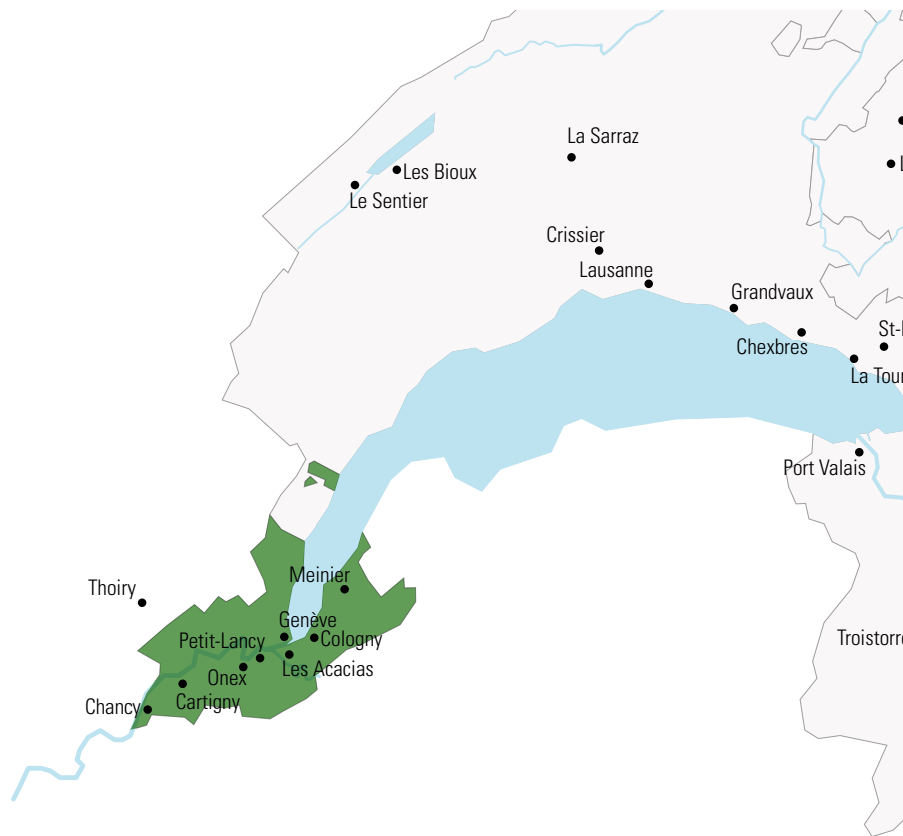 La Sarraz
Les Bioux
L
Le Sentier
Crissier
Lausanne
Grandvaux
St-
Chexbres
La Tour
Port Valais
Meinier
Thoiry
Genève
Petit-Lancy
Cologny
Troistorre
Les Acacias
Onex
Cartigny
Chancy